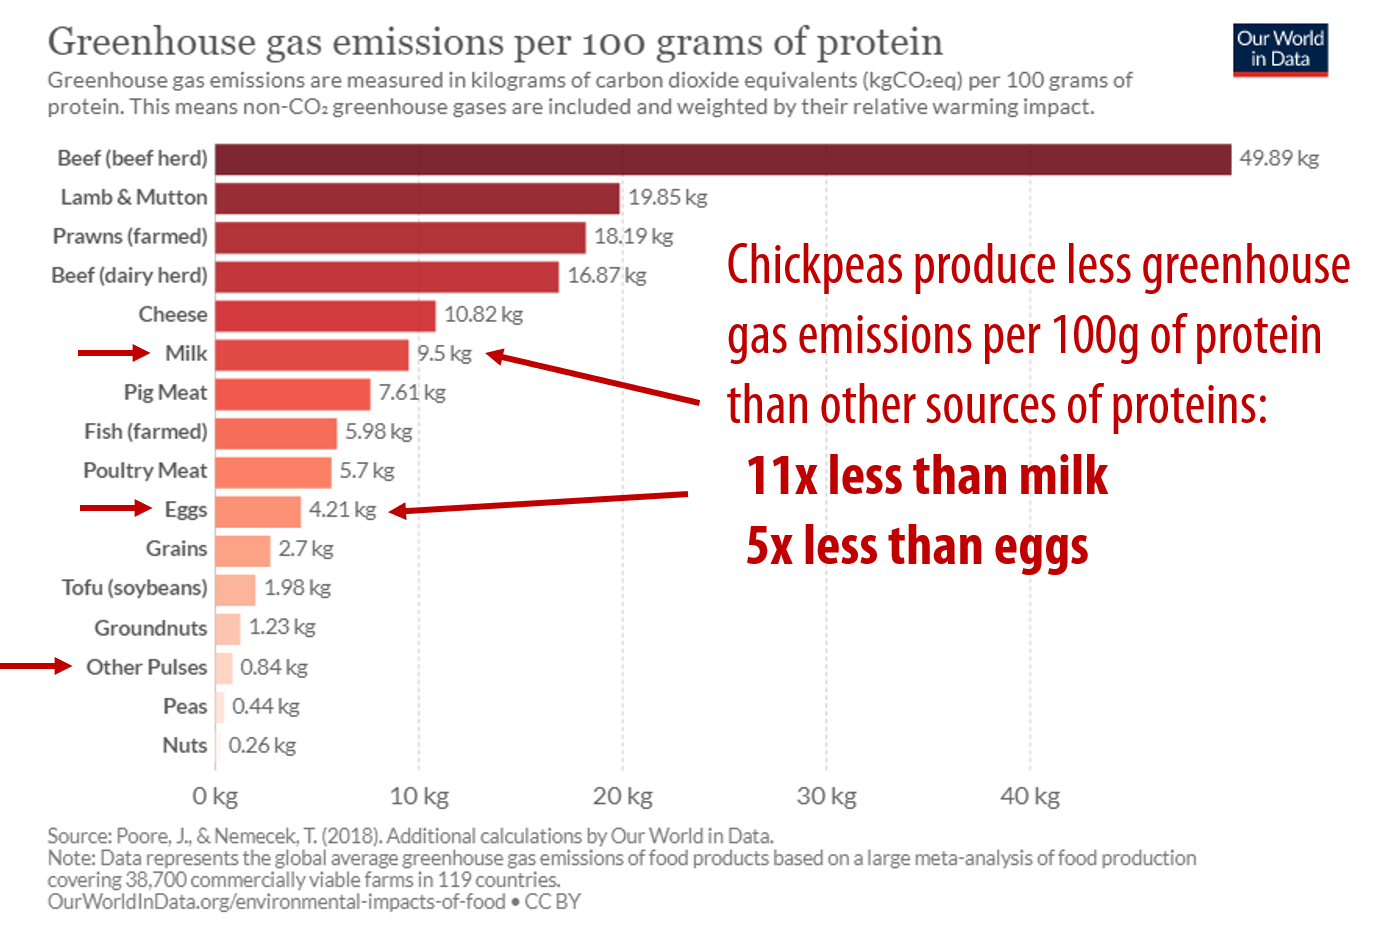 Greenhouse gas emissions per 100 grams of protein
Our World
in Data
Greenhouse gas emissions are measured in kilograms of carbon dioxide equivalents (kgCO₂eq) per 100 grams of
protein. This means non-CO₂ greenhouse gases are included and weighted by their relative warming impact.
Beef (beef herd) 49.89 kg
Lamb & Mutton 19.85 kg
Prawns (farmed) 18.19 kg
Beef (dairy herd) 16.87 kg
Cheese 10.82 kg
Milk 9.5 kg
Pig Meat 7.61 kg
Fish (farmed) 5.98 kg
Poultry Meat 5.7 kg
Eggs 4.21 kg
Grains 2.7 kg
Tofu (soybeans) 1.98 kg
Groundnuts 1.23 kg
Other Pulses 0.84 kg
Peas 0.44 kg
Nuts 0.26 kg
0 kg 10 kg 20 kg 30 kg 40 kg
Chickpeas produce less greenhouse
gas emissions per 100g of protein
than other sources of proteins:
11x less than milk
5x less than eggs
Source: Poore, J., & Nemecek, T. (2018). Additional calculations by Our World in Data.
Note: Data represents the global average greenhouse gas emissions of food products based on a large meta-analysis of food production
covering 38,700 commercially viable farms in 119 countries.
OurWorldInData.org/environmental-impacts-of-food • CC BY